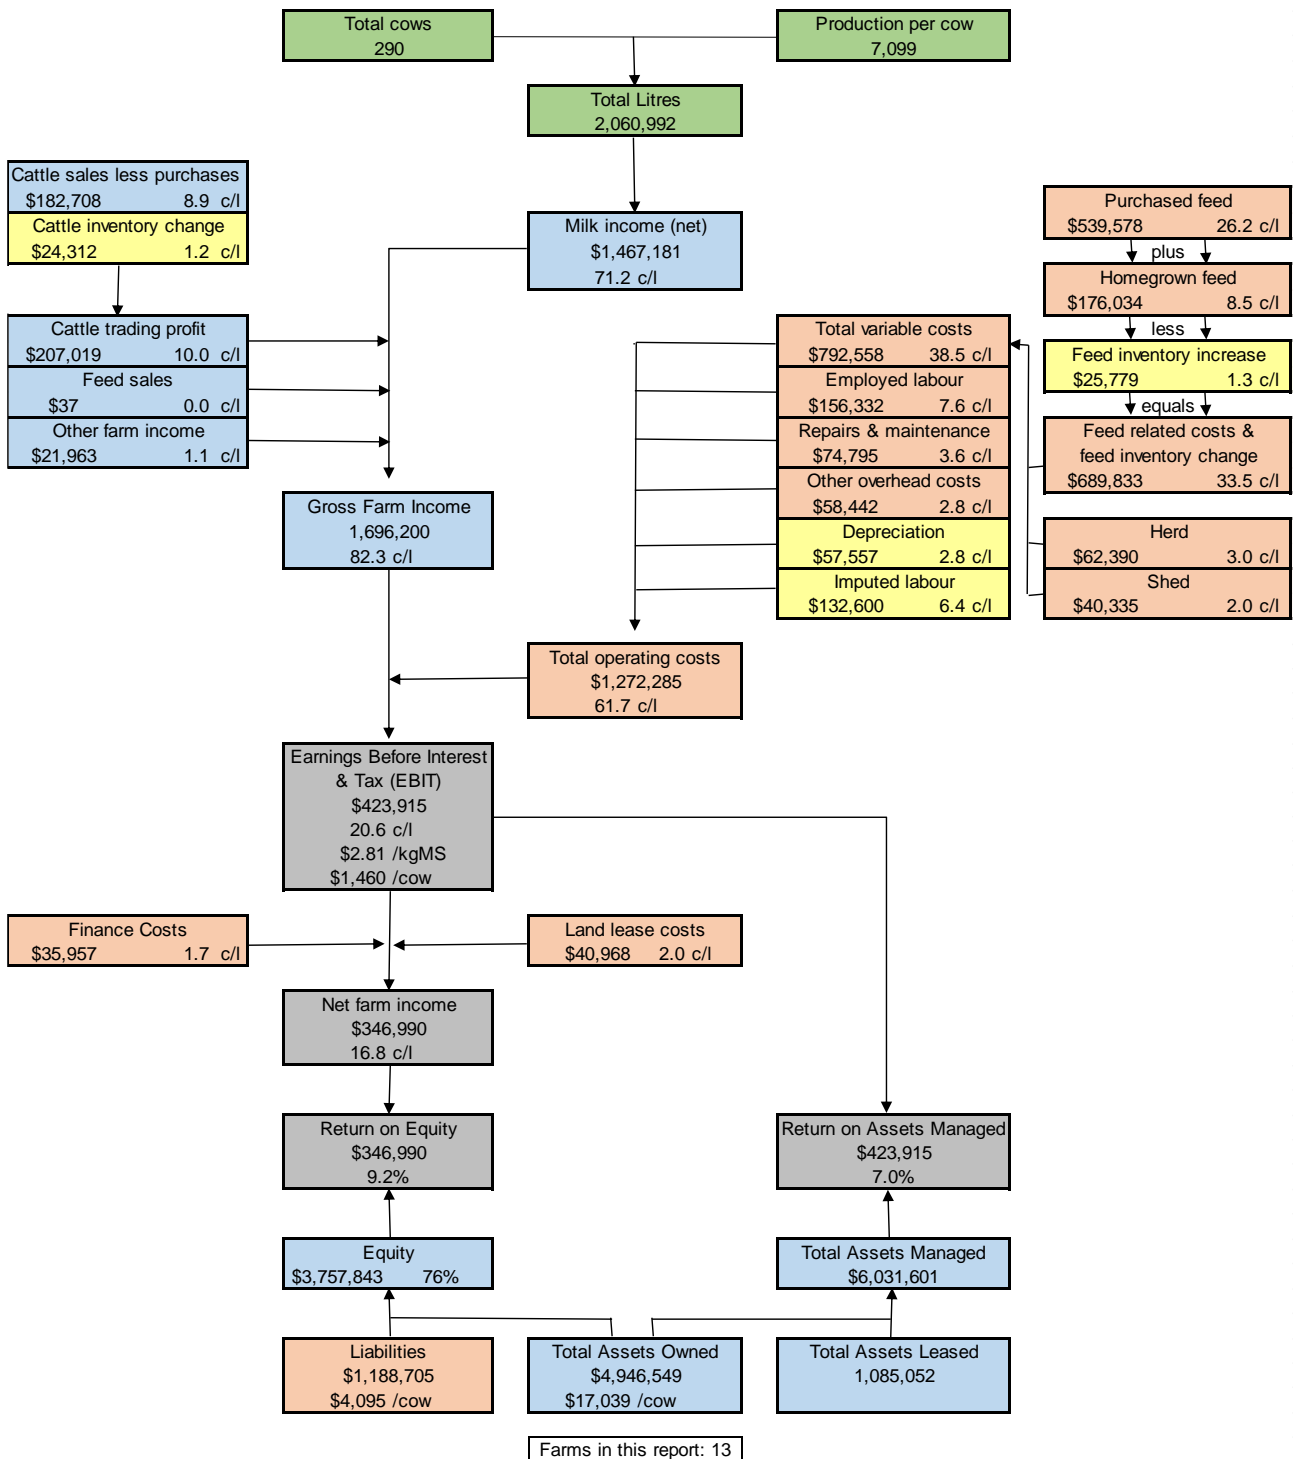 Total cows
290
Production per cow
7,099
Total Litres
2,060,992
Cattle sales less purchases
$182,708 8.9 c/l
Cattle inventory change
$24,312 1.2 c/l
Milk income (net)
$1,467,181
71.2 c/l
Purchased feed
$539,578 26.2 c/l
plus
Homegrown feed
$176,034 8.5 c/l
less
Feed inventory increase
$25,779 1.3 c/l
equals
Feed related costs &
feed inventory change
$689,833 33.5 c/l
Herd
$62,390 3.0 c/l
Shed
$40,335 2.0 c/l
Cattle trading profit
$207,019 10.0 c/l
Feed sales
$37 0.0 c/l
Other farm income
$21,963 1.1 c/l
Total variable costs
$792,558 38.5 c/l
Employed labour
$156,332 7.6 c/l
Repairs & maintenance
$74,795 3.6 c/l
Other overhead costs
$58,442 2.8 c/l
Depreciation
$57,557 2.8 c/l
Imputed labour
$132,600 6.4 c/l
Gross Farm Income
1,696,200
82.3 c/l
Total operating costs
$1,272,285
61.7 c/l
Earnings Before Interest
& Tax (EBIT)
$423,915
20.6 c/l
$2.81 /kgMS
$1,460 /cow
Finance Costs
$35,957 1.7 c/l
Land lease costs
$40,968 2.0 c/l
Net farm income
$346,990
16.8 c/l
Return on Equity
$346,990
9.2%
Return on Assets Managed
$423,915
7.0%
Equity
$3,757,843 76%
Total Assets Managed
$6,031,601
Liabilities
$1,188,705
$4,095 /cow
Total Assets Owned
$4,946,549
$17,039 /cow
Total Assets Leased
1,085,052
Farms in this report: 13